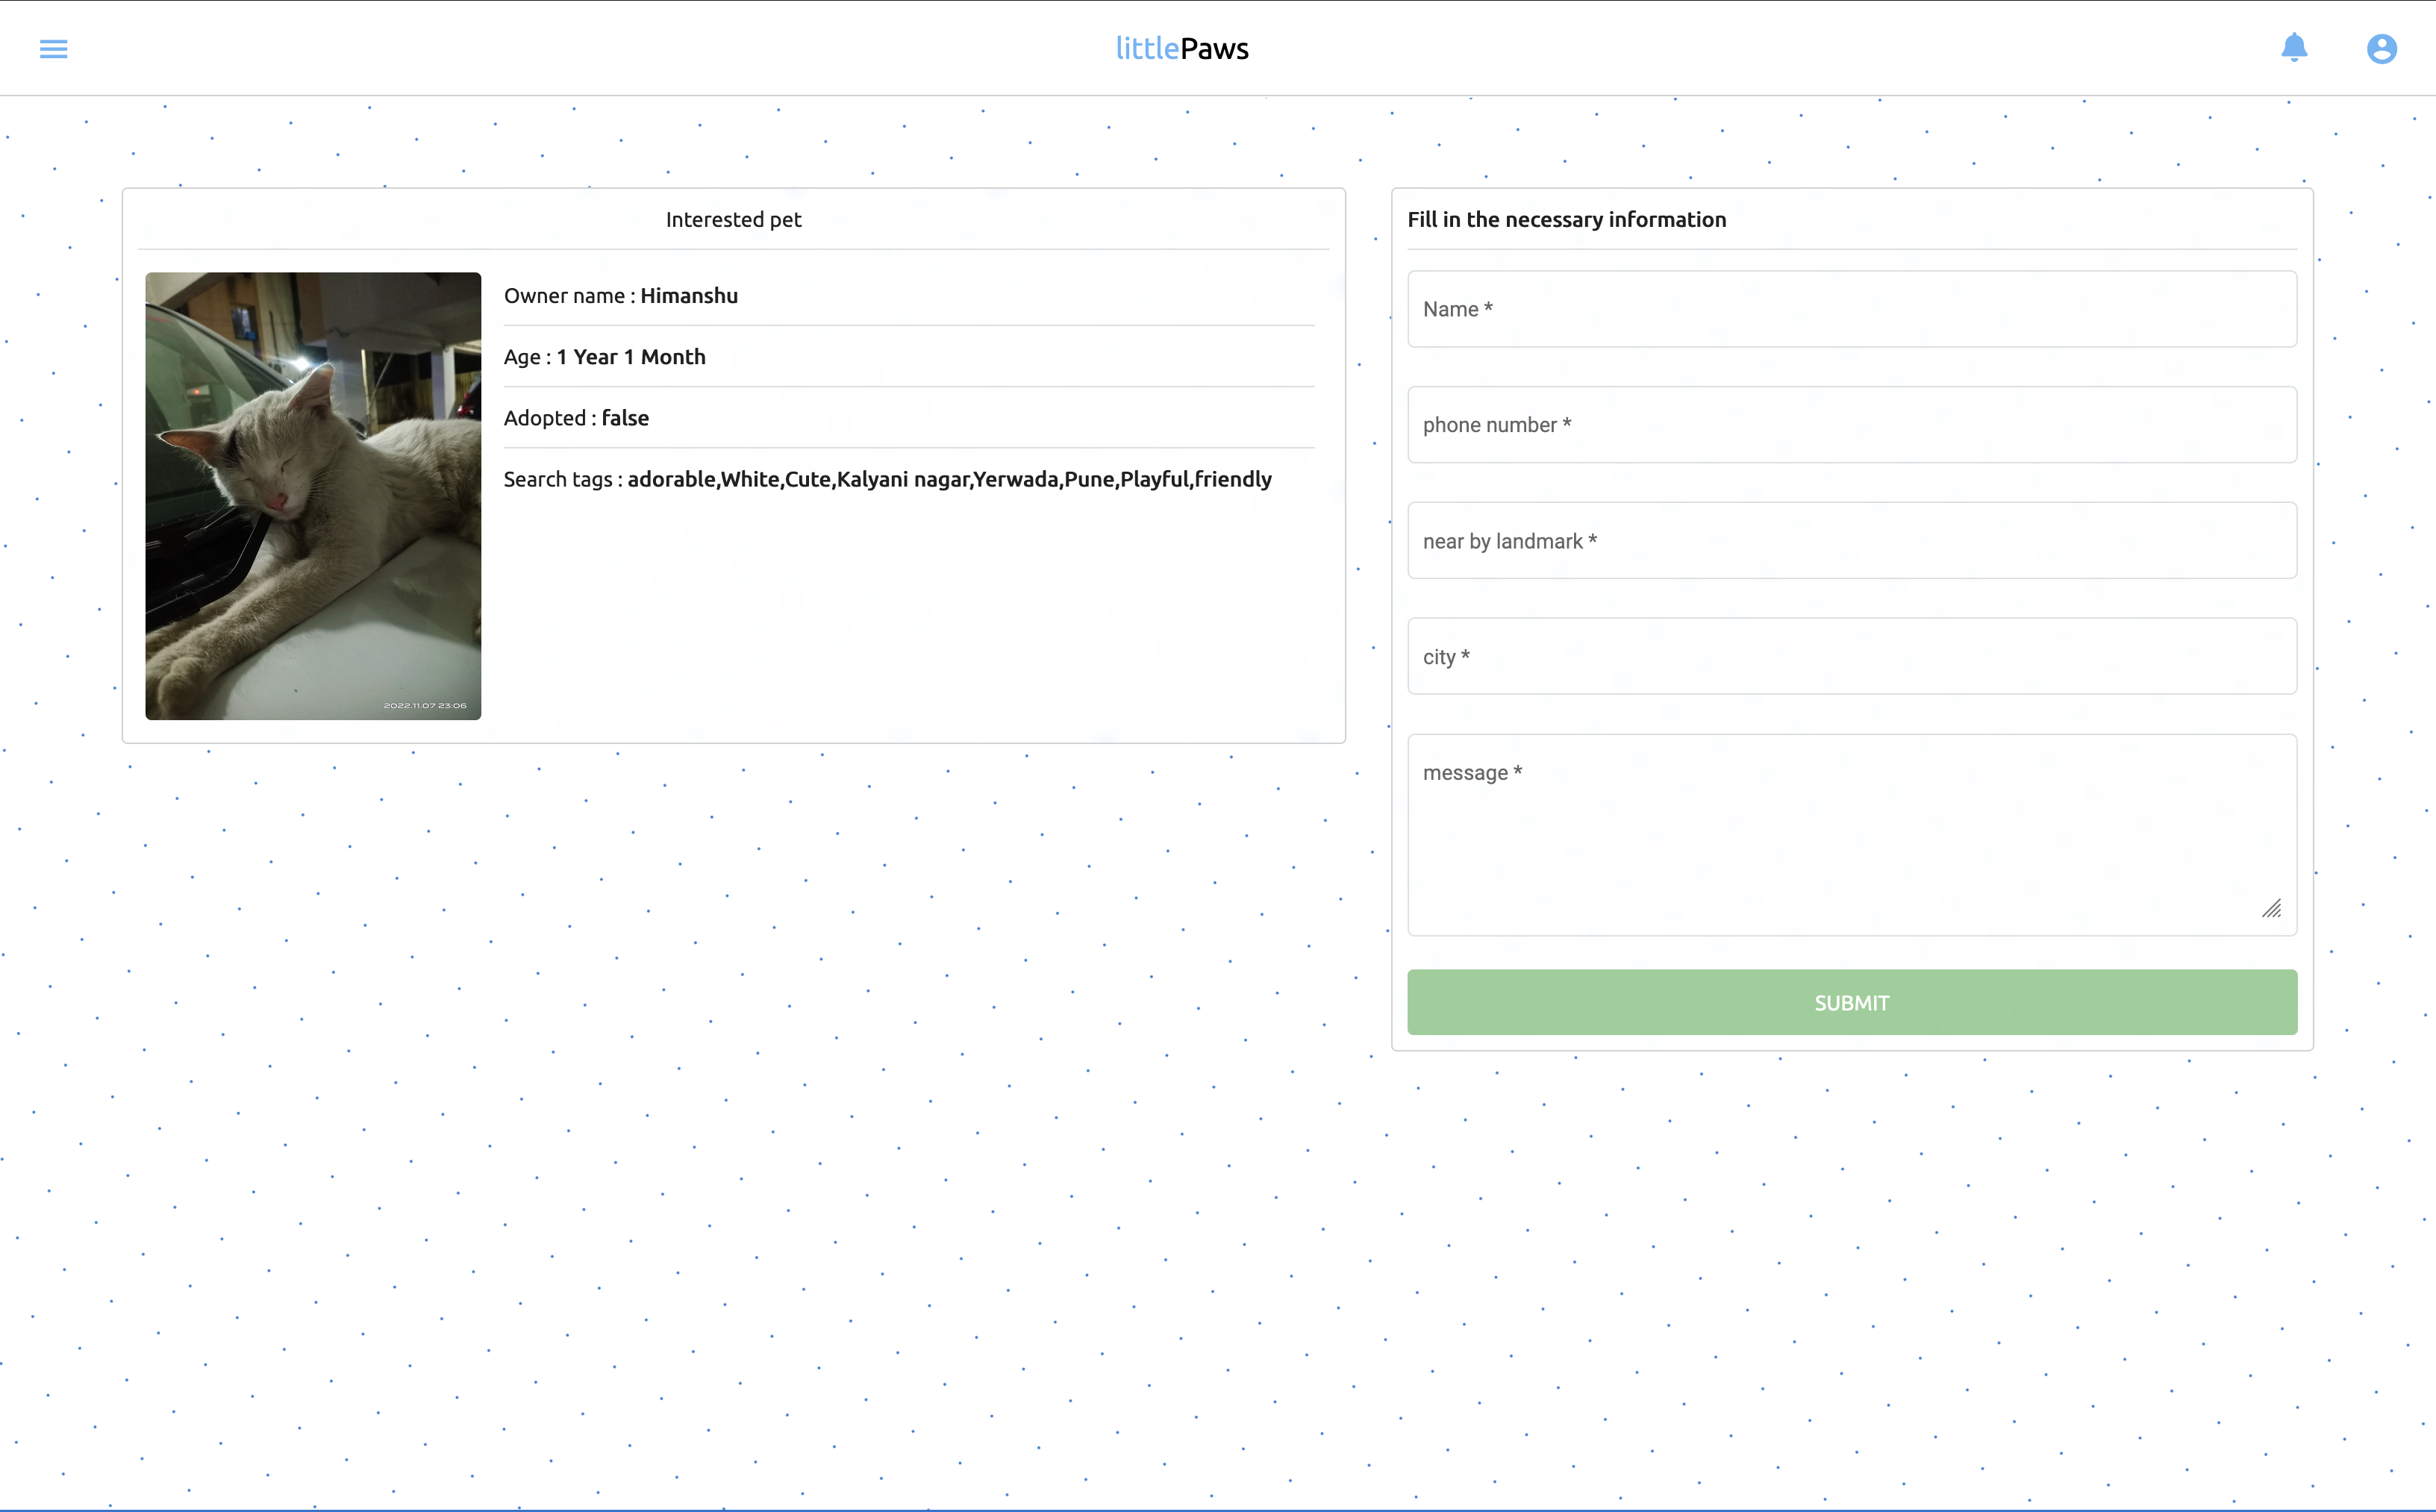 littlePaws
Interested pet
Owner name : Himanshu
Age : 1 Year 1 Month
Adopted : false
Search tags : adorable,White,Cute,Kalyani nagar,Yerwada,Pune,Playful,friendly
2022.11.07 23:06
Fill in the necessary information
Name *
phone number *
near by landmark *
city *
message *
SUBMIT